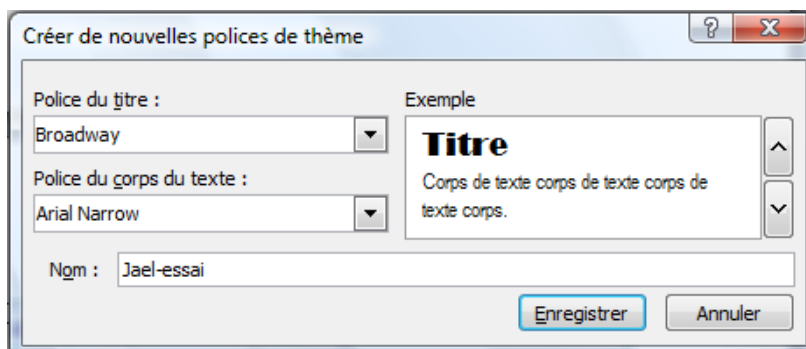 Créer de nouvelles polices de thème
Police du titre :
Broadway
Police du corps du texte :
Arial Narrow
Exemple
Titre
Corps de texte corps de texte corps de
texte corps.
Nom : Jael-essai
Enregistrer Annuler